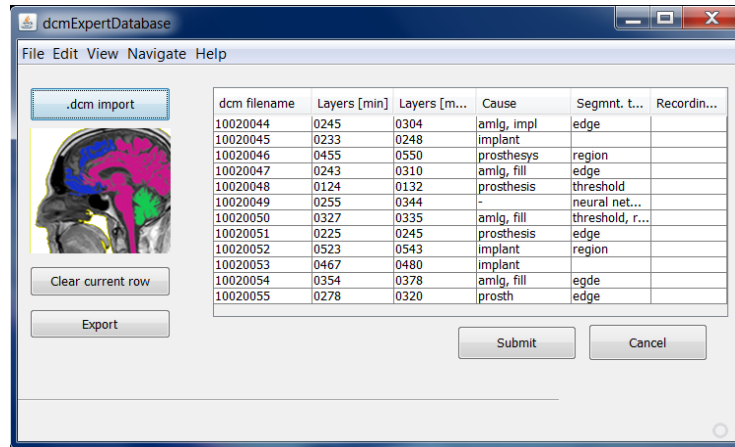 dcmExpertDatabase
File Edit View Navigate Help
.dcm import
Clear current row
Export
dcm filename Layers [min] Layers [m... Cause Segmnt. t... Recordin...
10020044 0245 0304 amlg, impl edge
10020045 0233 0248 implant
10020046 0455 0550 prosthesys region
10020047 0243 0310 amlg, fill edge
10020048 0124 0132 prosthesis threshold
10020049 0255 0344 - neural net...
10020050 0327 0335 amlg, fill threshold, r...
10020051 0225 0245 prosthesis edge
10020052 0523 0543 implant region
10020053 0467 0480 implant
10020054 0354 0378 amlg, fill egde
10020055 0278 0320 prosth edge
Submit Cancel